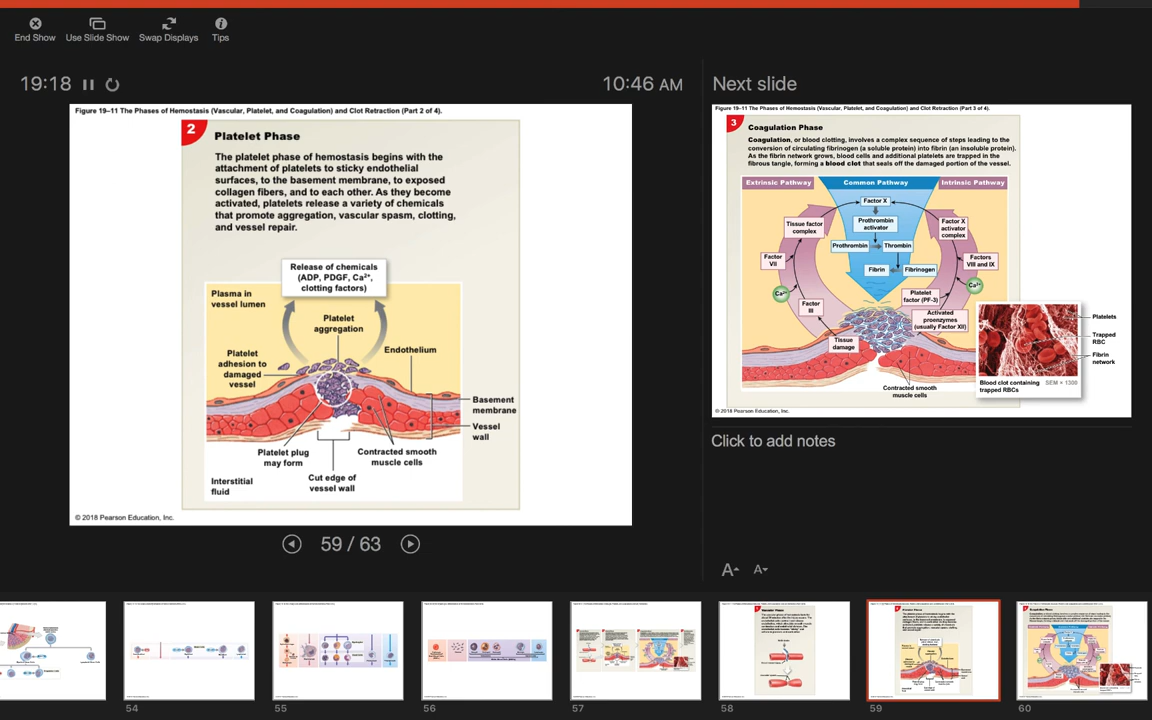 End Show
Use Slide Show
Swap Displays
Tips
19:18
10:46 AM
Figure 19–11 The Phases of Hemostasis (Vascular, Platelet, and Coagulation) and Clot Retraction (Part 2 of 4).
2
Platelet Phase
The platelet phase of hemostasis begins with the
attachment of platelets to sticky endothelial
surfaces, to the basement membrane, to exposed
collagen fibers, and to each other. As they become
activated, platelets release a variety of chemicals
that promote aggregation, vascular spasm, clotting,
and vessel repair.
Release of chemicals
(ADP, PDGF, Ca²⁺,
clotting factors)
Plasma in
vessel lumen
Platelet
aggregation
Platelet
adhesion to
damaged
vessel
Endothelium
Basement
membrane
Vessel
wall
Platelet plug
may form
Contracted smooth
muscle cells
Cut edge of
vessel wall
Interstitial
fluid
© 2018 Pearson Education, Inc.
59 / 63
Next slide
Figure 19–11 The Phases of Hemostasis (Vascular, Platelet, and Coagulation) and Clot Retraction (Part 3 of 4).
3
Coagulation Phase
Coagulation, or blood clotting, involves a complex sequence of steps leading to the
conversion of circulating fibrinogen (a soluble protein) into fibrin (an insoluble protein).
As the fibrin network grows, blood cells and additional platelets are trapped in the
fibrous tangle, forming a blood clot that seals off the damaged portion of the vessel.
Extrinsic Pathway
Common Pathway
Intrinsic Pathway
Factor X
Tissue factor
complex
Prothrombin
activator
Factor X
activator
complex
Prothrombin
Thrombin
Factor
VII
Factors
VIII and IX
Fibrin
Fibrinogen
Ca²⁺
Ca²⁺
Factor
III
Platelet
factor (PF-3)
Activated
proenzymes
(usually Factor XII)
Tissue
damage
Contracted smooth
muscle cells
Platelets
Trapped
RBC
Fibrin
network
Blood clot containing
trapped RBCs
SEM × 1300
© 2018 Pearson Education, Inc.
Click to add notes
A
A
54
55
56
57
58
59
60